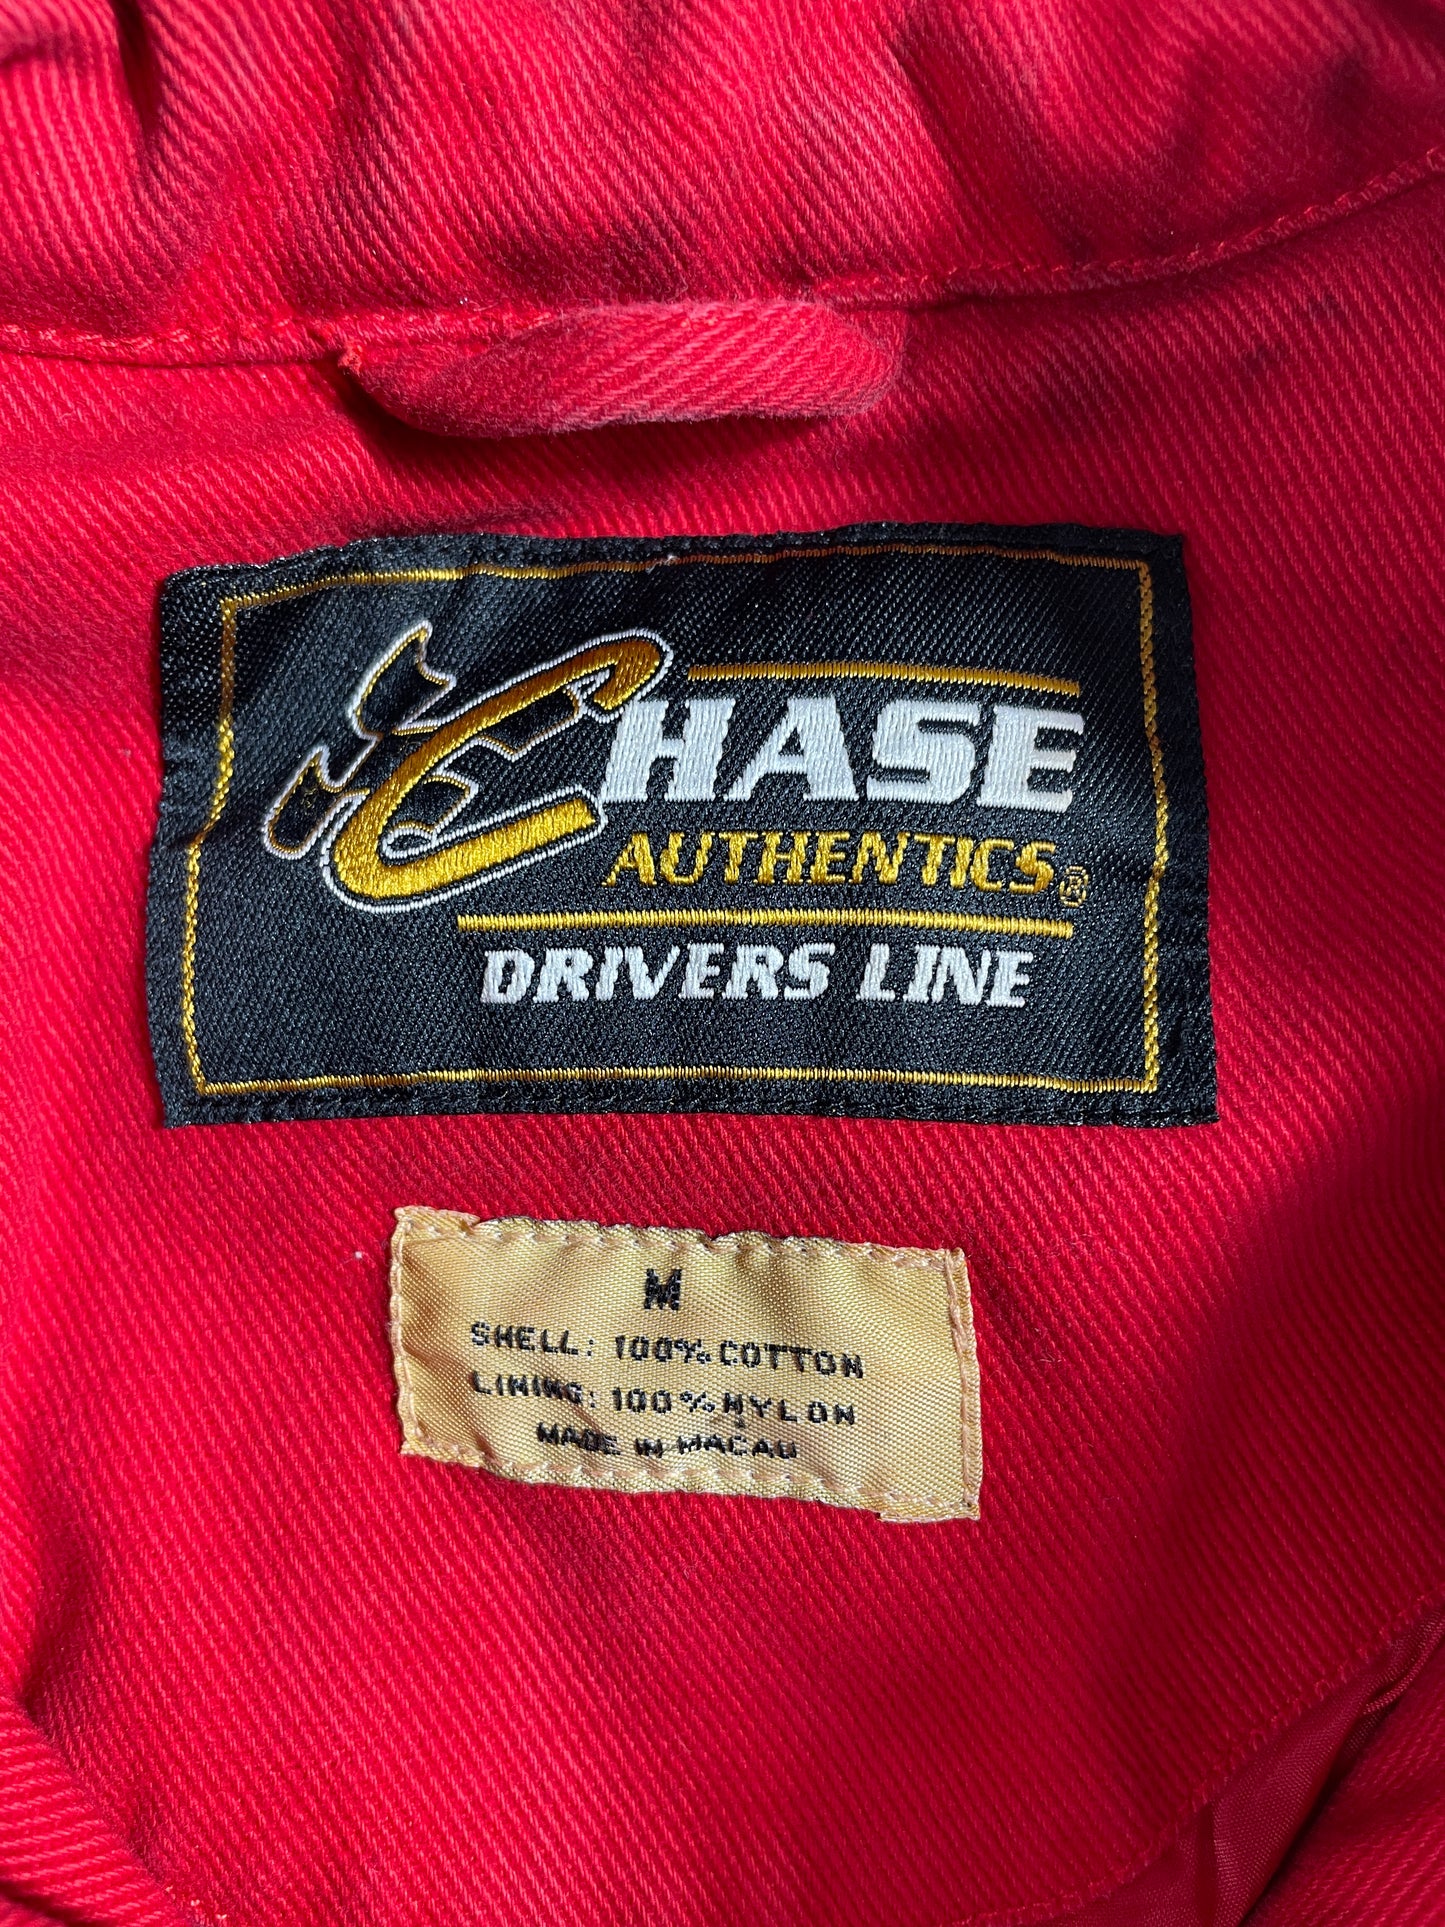 CHASE
AUTHENTICS®
DRIVERS LINE
M
SHELL: 100% COTTON
LINING: 100% NYLON
MADE IN MACAU